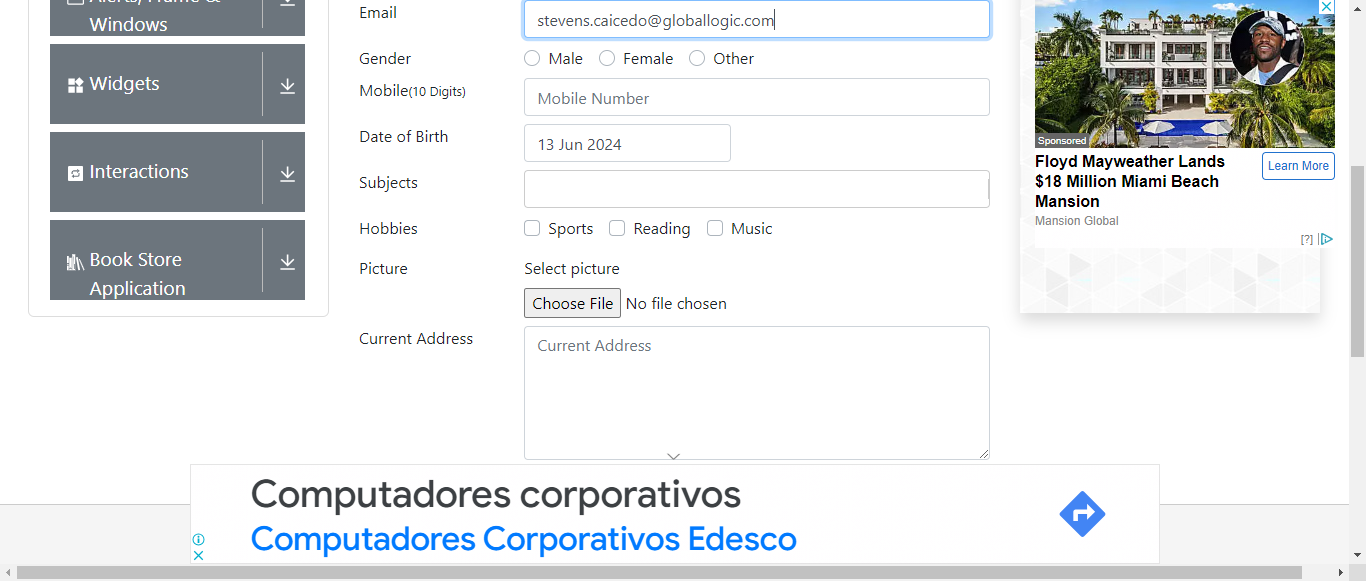 Windows
Widgets
Interactions
Book Store
Application
Email
stevens.caicedo@globallogic.com
Gender
Male
Female
Other
Mobile(10 Digits)
Mobile Number
Date of Birth
13 Jun 2024
Subjects
Hobbies
Sports
Reading
Music
Picture
Select picture
Choose File No file chosen
Current Address
Current Address
Sponsored
Floyd Mayweather Lands
$18 Million Miami Beach
Mansion
Learn More
Mansion Global
[?]
Computadores corporativos
Computadores Corporativos Edesco